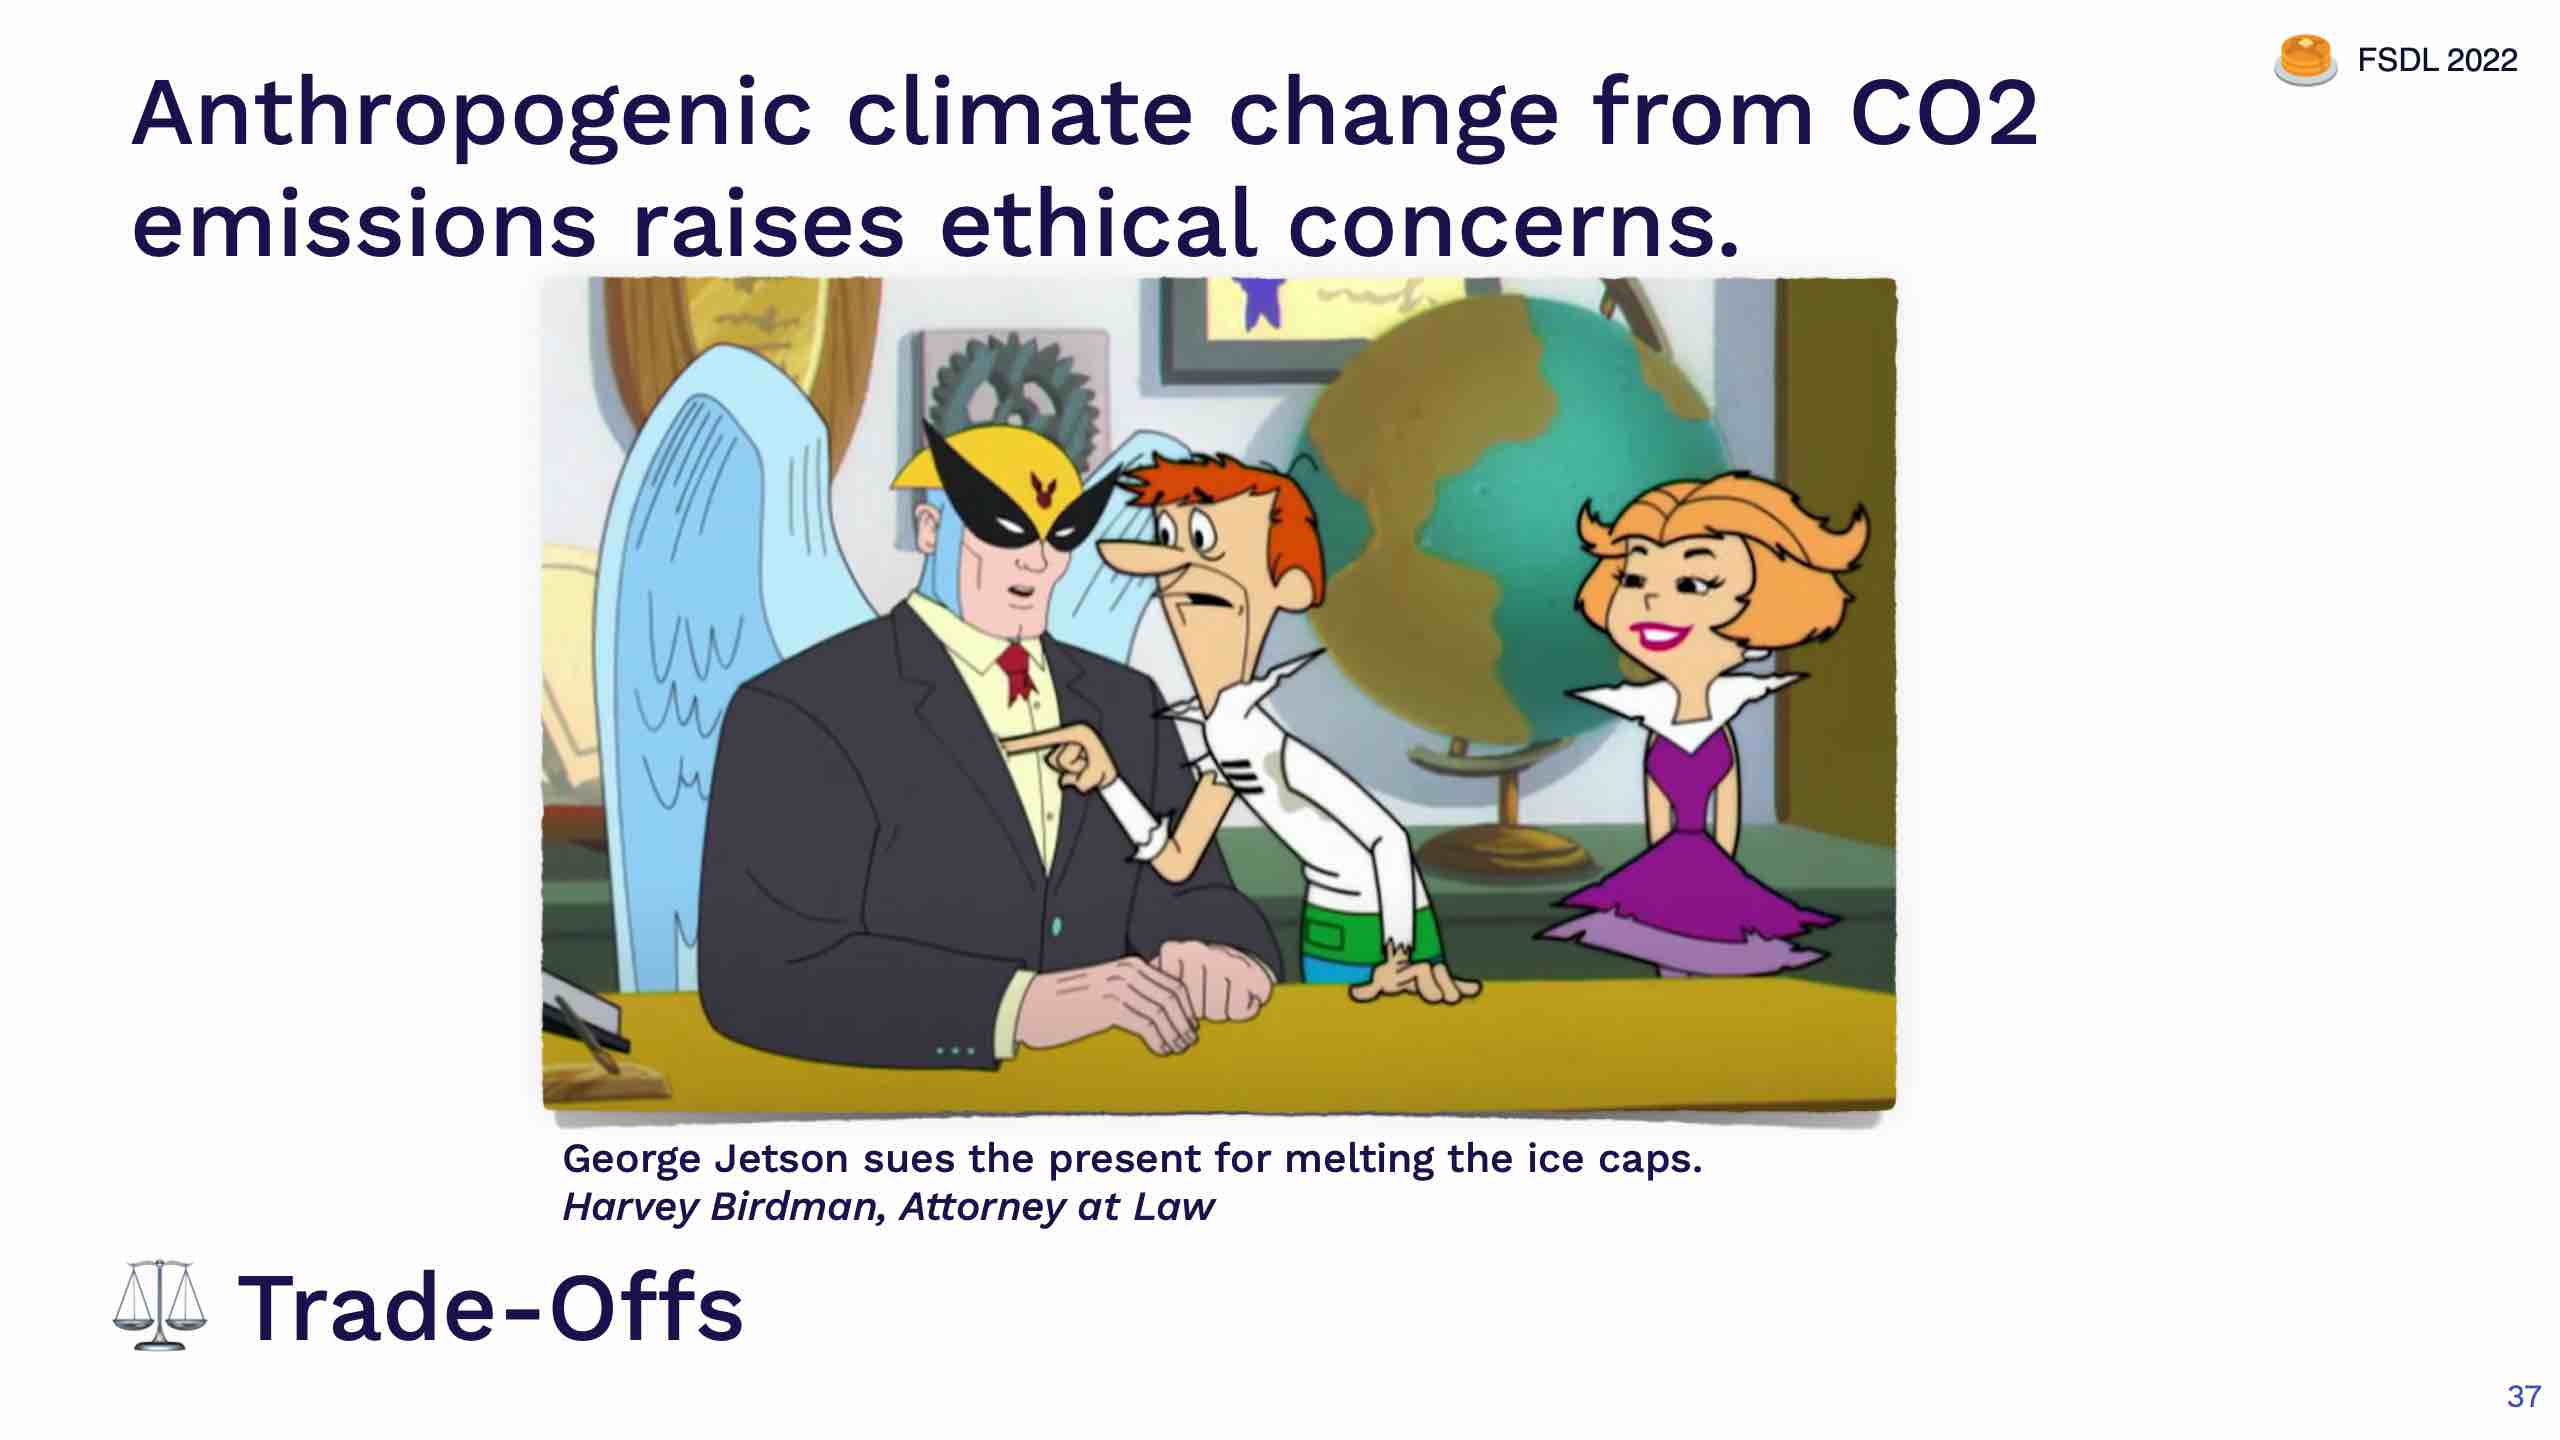 FSDL 2022
Anthropogenic climate change from CO2
emissions raises ethical concerns.
George Jetson sues the present for melting the ice caps.
Harvey Birdman, Attorney at Law
Trade-Offs
37